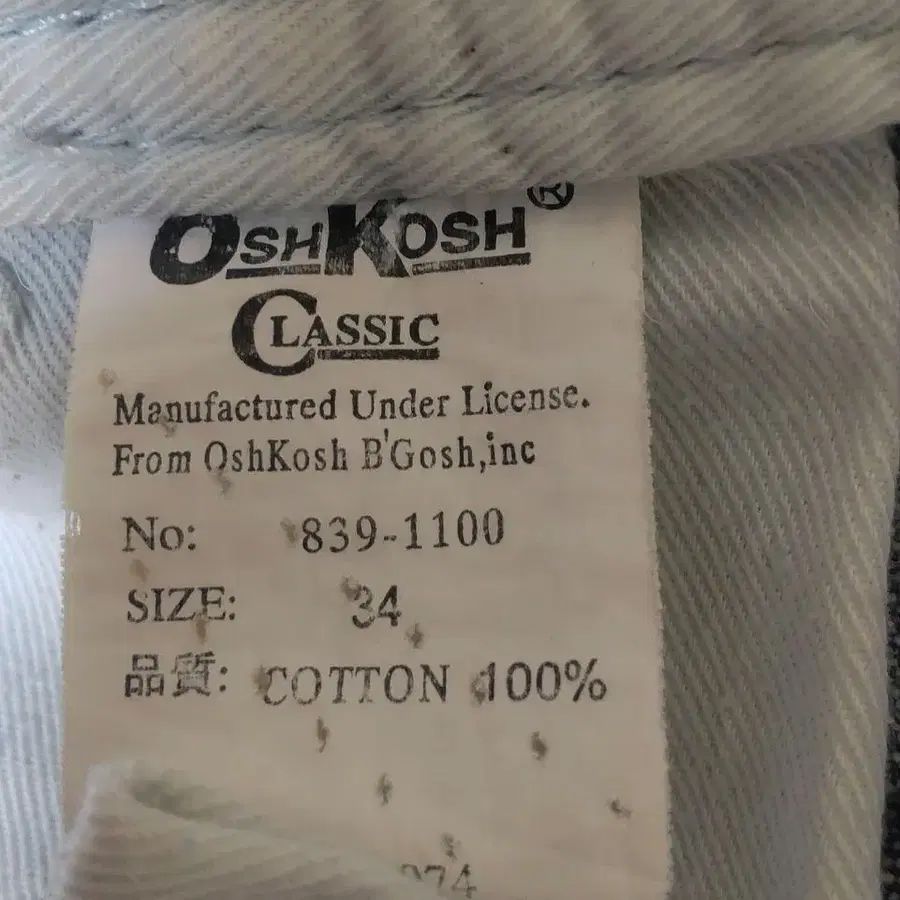 OSHKOSH®
CLASSIC
Manufactured Under License.
From OshKosh B'Gosh,inc
No: 839-1100
SIZE: 34
品質: COTTON 100%